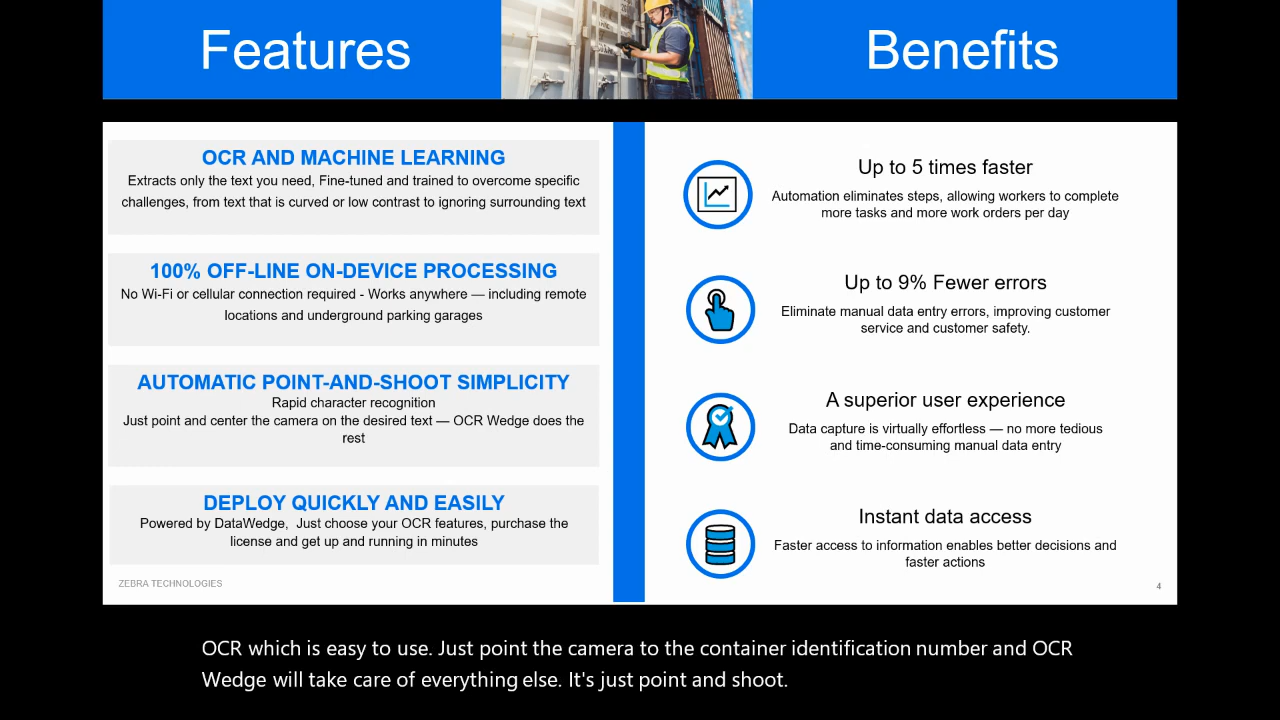 Features
Benefits
OCR AND MACHINE LEARNING
Extracts only the text you need, Fine-tuned and trained to overcome specific
challenges, from text that is curved or low contrast to ignoring surrounding text
100% OFF-LINE ON-DEVICE PROCESSING
No Wi-Fi or cellular connection required - Works anywhere — including remote
locations and underground parking garages
AUTOMATIC POINT-AND-SHOOT SIMPLICITY
Rapid character recognition
Just point and center the camera on the desired text — OCR Wedge does the
rest
DEPLOY QUICKLY AND EASILY
Powered by DataWedge,  Just choose your OCR features, purchase the
license and get up and running in minutes
ZEBRA TECHNOLOGIES
Up to 5 times faster
Automation eliminates steps, allowing workers to complete
more tasks and more work orders per day
Up to 9% Fewer errors
Eliminate manual data entry errors, improving customer
service and customer safety.
A superior user experience
Data capture is virtually effortless — no more tedious
and time-consuming manual data entry
Instant data access
Faster access to information enables better decisions and
faster actions
4
OCR which is easy to use. Just point the camera to the container identification number and OCR
Wedge will take care of everything else. It's just point and shoot.